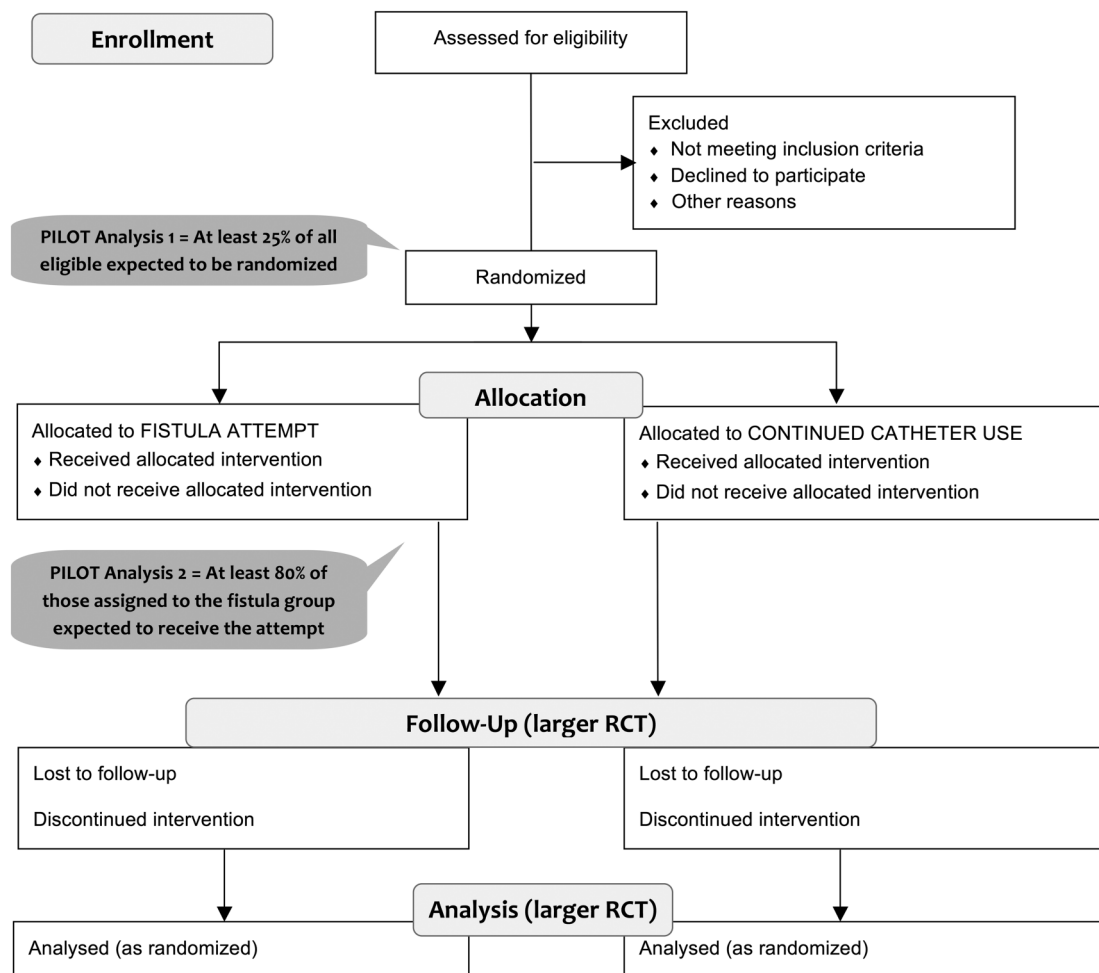 Enrollment
Assessed for eligibility
Excluded
♦ Not meeting inclusion criteria
♦ Declined to participate
♦ Other reasons
PILOT Analysis 1 = At least 25% of all
eligible expected to be randomized
Randomized
Allocation
Allocated to FISTULA ATTEMPT
♦ Received allocated intervention
♦ Did not receive allocated intervention
Allocated to CONTINUED CATHETER USE
♦ Received allocated intervention
♦ Did not receive allocated intervention
PILOT Analysis 2 = At least 80% of
those assigned to the fistula group
expected to receive the attempt
Follow-Up (larger RCT)
Lost to follow-up
Discontinued intervention
Lost to follow-up
Discontinued intervention
Analysis (larger RCT)
Analysed (as randomized)
Analysed (as randomized)